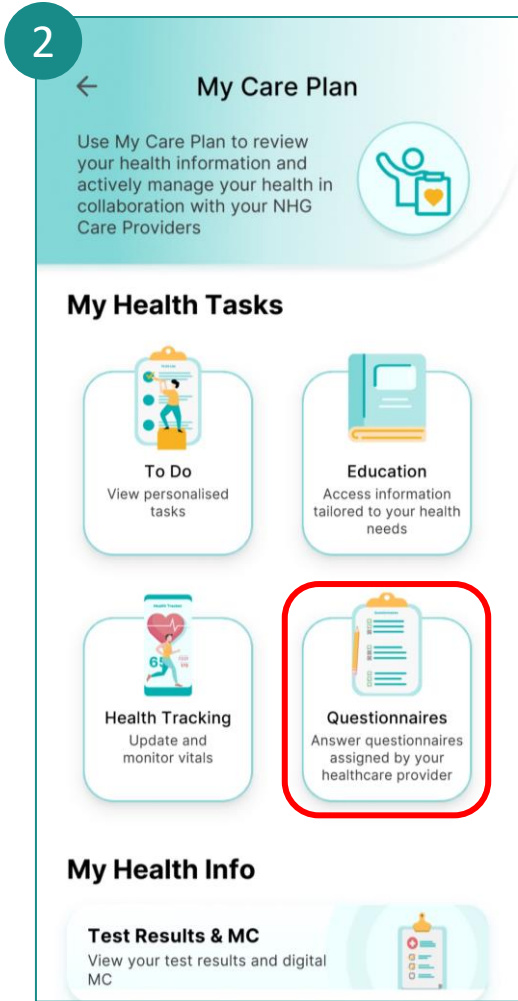 2
My Care Plan
Use My Care Plan to review
your health information and
actively manage your health in
collaboration with your NHG
Care Providers
My Health Tasks
To Do
View personalised
tasks
Education
Access information
tailored to your health
needs
Health Tracking
Update and
monitor vitals
Questionnaires
Answer questionnaires
assigned by your
healthcare provider
My Health Info
Test Results & MC
View your test results and digital
MC